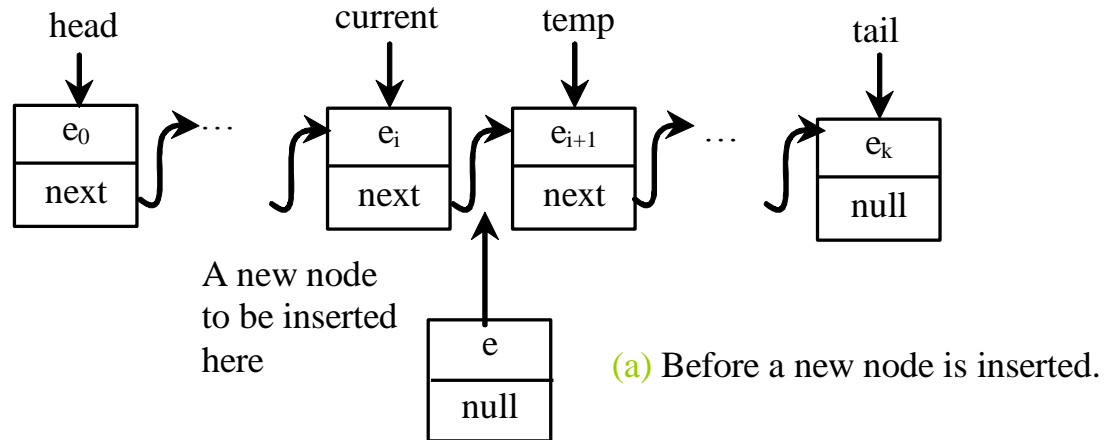 head
current
temp
tail
e₀
...
eᵢ
eᵢ₊₁
...
eₖ
next
next
next
null
A new node
to be inserted
here
e
null
(a) Before a new node is inserted.